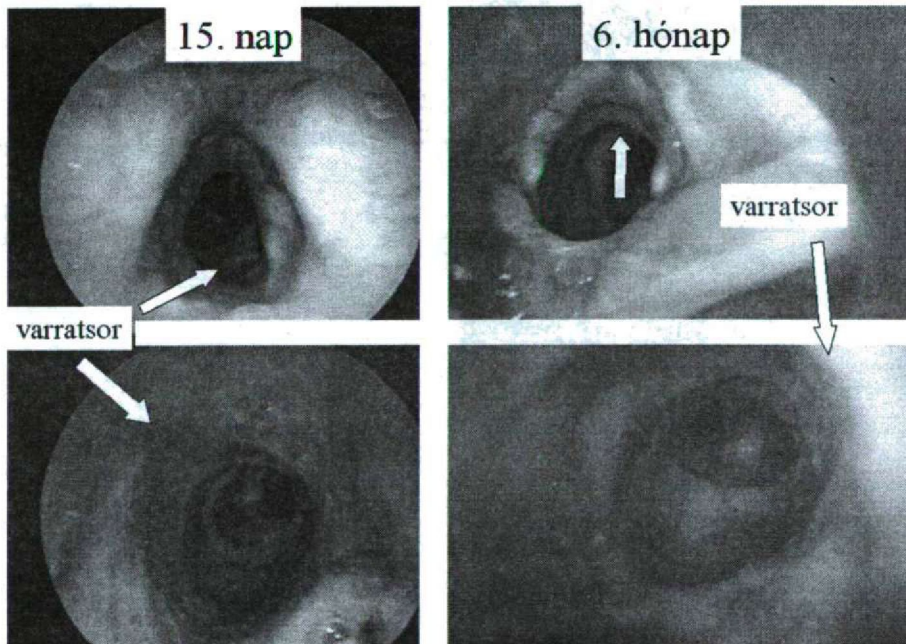 15. nap
6. hónap
varratsor
varratsor